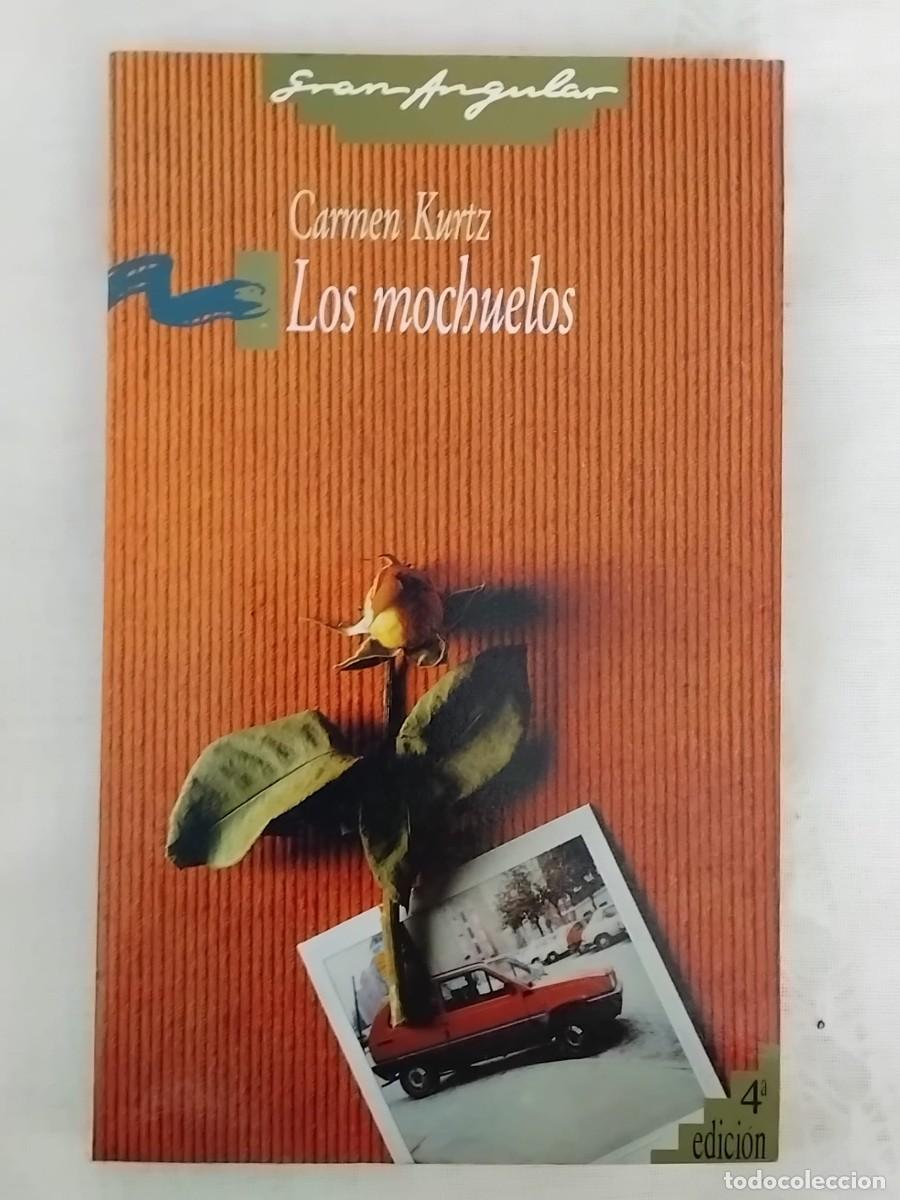 Gran Angular
Carmen Kurtz
Los mochuelos
4ª
edición
todocoleccion